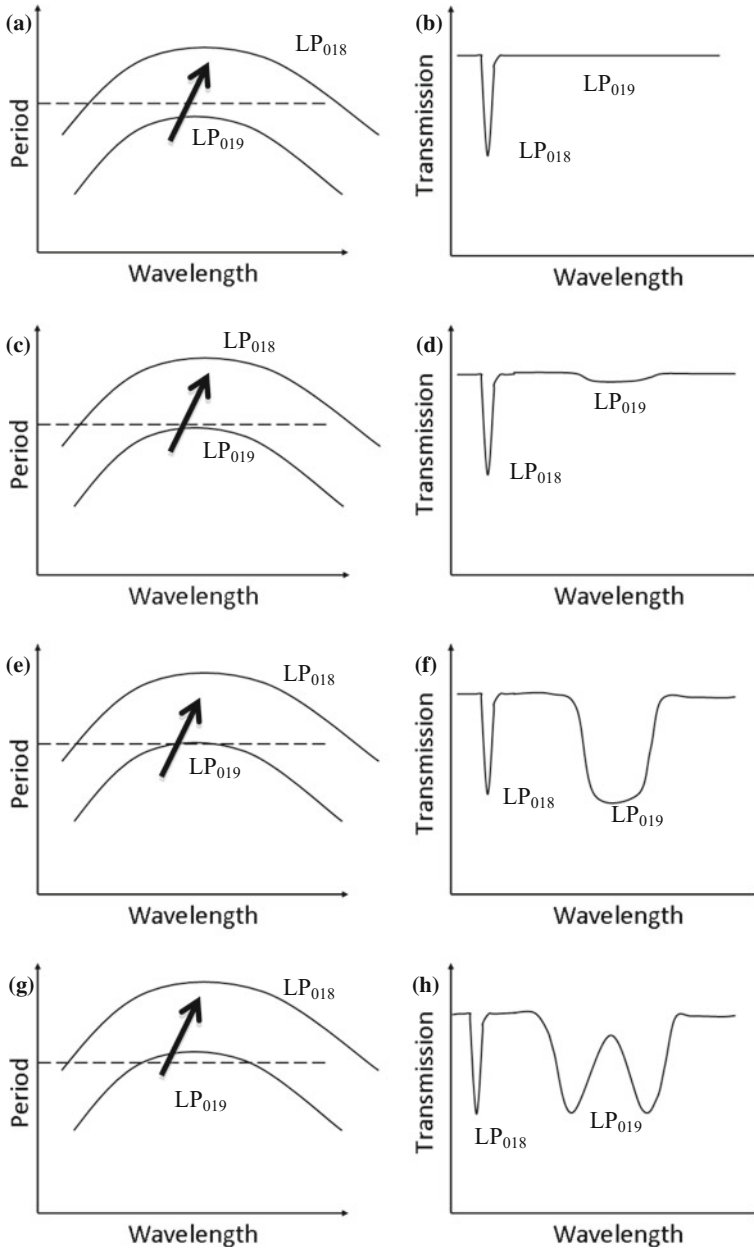 (a)
LP₀₁₈
LP₀₁₉
Period
Wavelength
(b)
LP₀₁₉
LP₀₁₈
Transmission
Wavelength
(c)
LP₀₁₈
LP₀₁₉
Period
Wavelength
(d)
LP₀₁₉
LP₀₁₈
Transmission
Wavelength
(e)
LP₀₁₈
LP₀₁₉
Period
Wavelength
(f)
LP₀₁₈
LP₀₁₉
Transmission
Wavelength
(g)
LP₀₁₈
LP₀₁₉
Period
Wavelength
(h)
LP₀₁₉
LP₀₁₈
Transmission
Wavelength